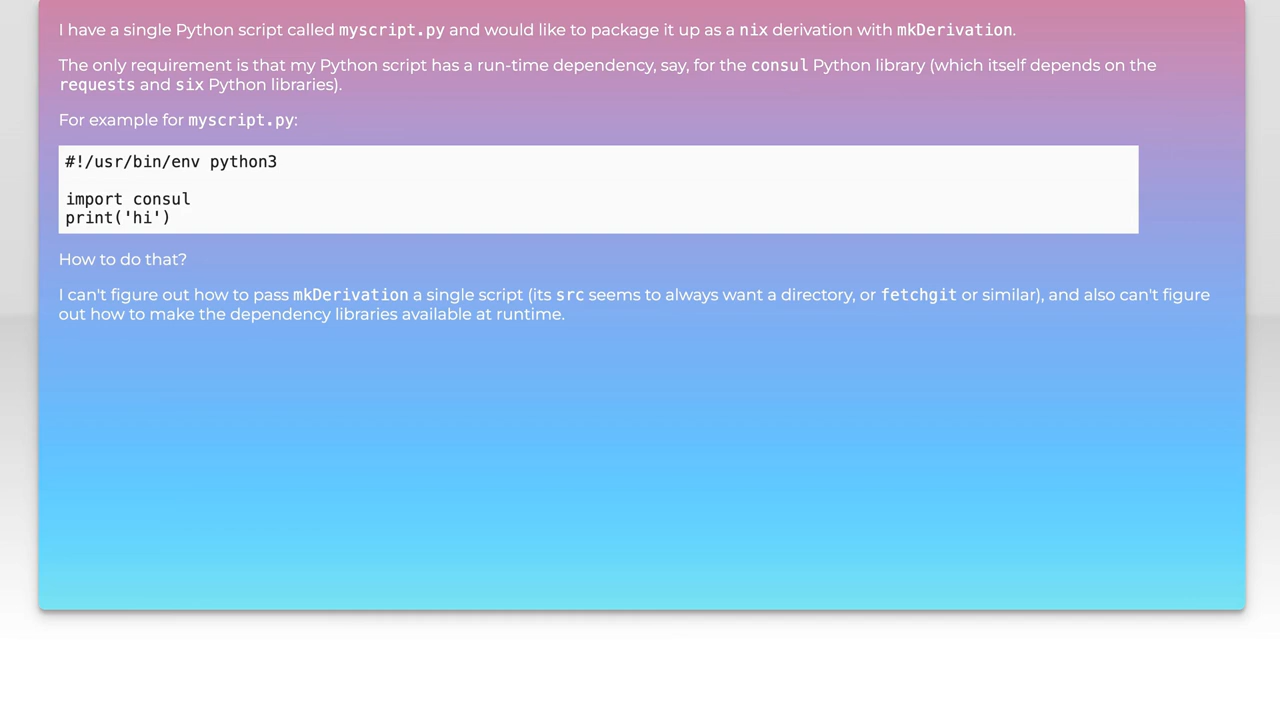 I have a single Python script called myscript.py and would like to package it up as a nix derivation with mkDerivation.
The only requirement is that my Python script has a run-time dependency, say, for the consul Python library (which itself depends on the
requests and six Python libraries).
For example for myscript.py:
#!/usr/bin/env python3
import consul
print('hi')
How to do that?
I can't figure out how to pass mkDerivation a single script (its src seems to always want a directory, or fetchgit or similar), and also can't figure
out how to make the dependency libraries available at runtime.